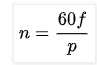 n = 60f / p